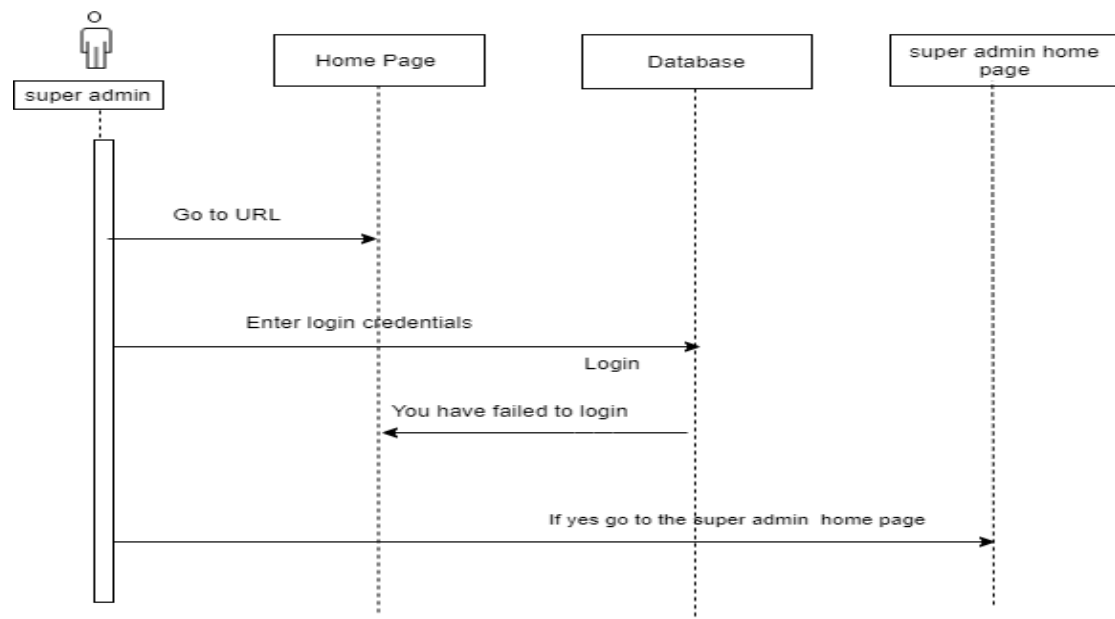 super admin
Home Page
Database
super admin home
page
Go to URL
Enter login credentials
Login
You have failed to login
If yes go to the super admin home page